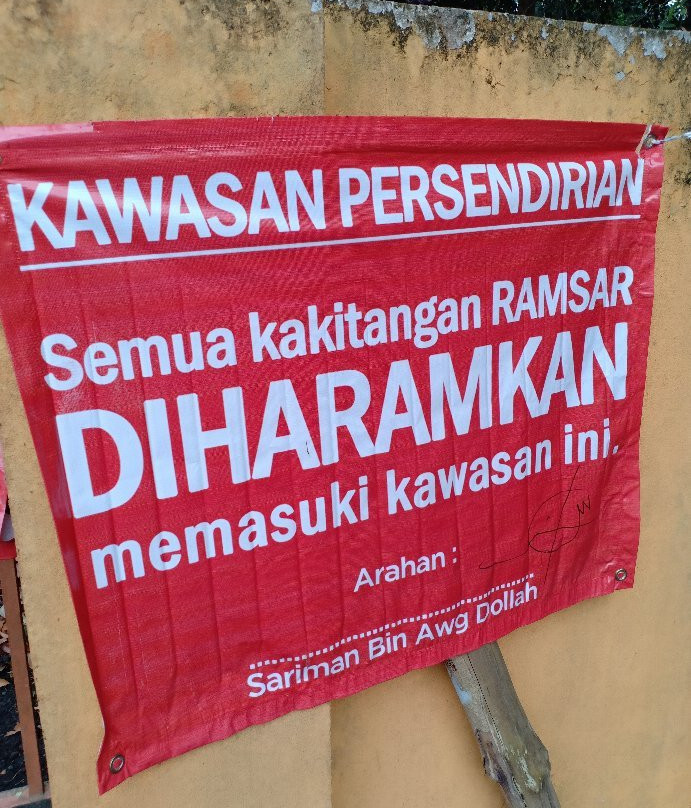 KAWASAN PERSENDIRIAN
Semua kakitangan RAMSAR
DIHARAMKAN
memasuki kawasan ini.
Arahan :
Sariman Bin Awg Dollah